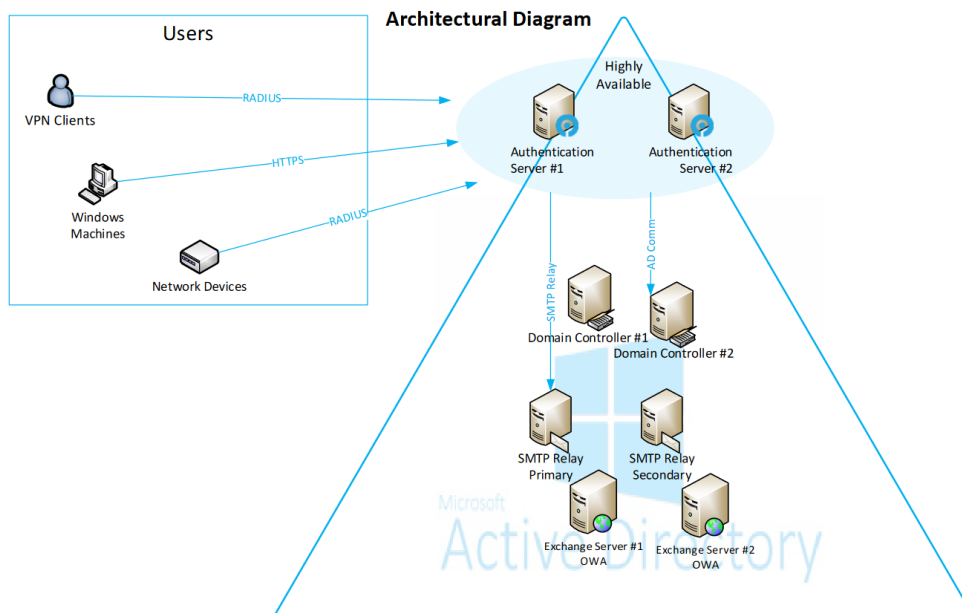 Architectural Diagram
Users
VPN Clients
RADIUS
Windows
Machines
HTTPS
Network Devices
RADIUS
Highly
Available
Authentication
Server #1
Authentication
Server #2
SMTP Relay
AD Comm
Domain Controller #1
Domain Controller #2
SMTP Relay
Primary
SMTP Relay
Secondary
Microsoft
Active Directory
Exchange Server #1
OWA
Exchange Server #2
OWA